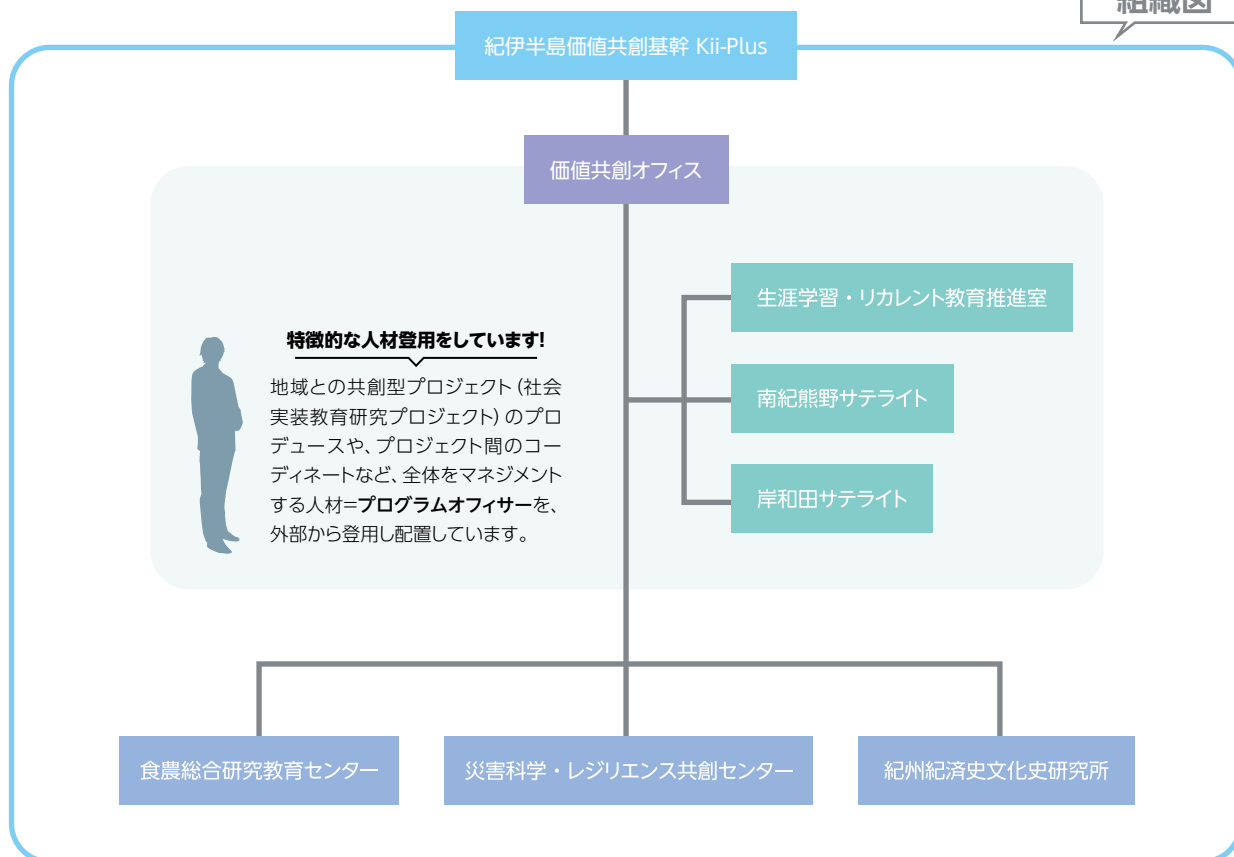 組織図
紀伊半島価値共創基幹 Kii-Plus
価値共創オフィス
生涯学習・リカレント教育推進室
特徴的な人材登用をしています!
地域との共創型プロジェクト(社会
実装教育研究プロジェクト)のプロ
デュースや、プロジェクト間のコー
ディネートなど、全体をマネジメント
する人材=プログラムオフィサーを、
外部から登用し配置しています。
南紀熊野サテライト
岸和田サテライト
食農総合研究教育センター
災害科学・レジリエンス共創センター
紀州紀済史文化史研究所